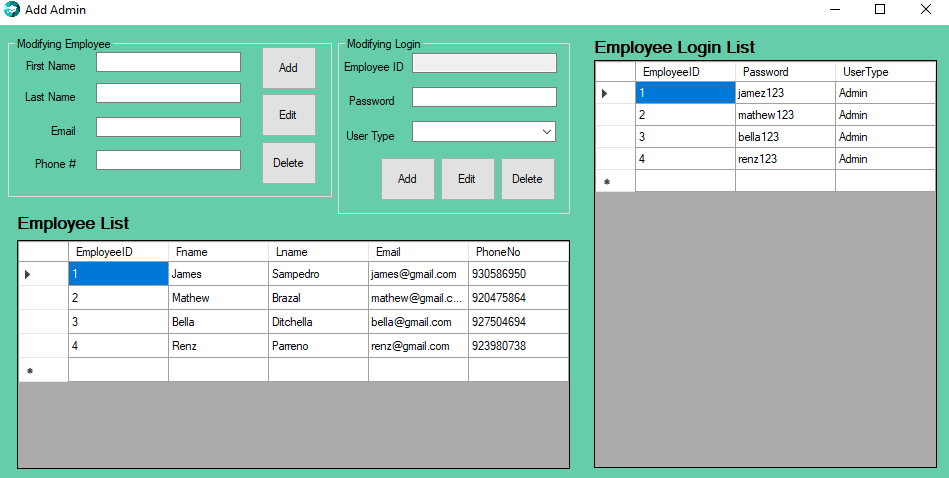 Add Admin
Modifying Employee
First Name
Last Name
Email
Phone #
Add
Edit
Delete
Modifying Login
Employee ID
Password
User Type
Add Edit Delete
Employee Login List
EmployeeID Password UserType
1 jamez123 Admin
2 mathew123 Admin
3 bella123 Admin
4 renz123 Admin
Employee List
EmployeeID Fname Lname Email PhoneNo
1 James Sampedro james@gmail.com 930586950
2 Mathew Brazal mathew@gmail.c... 920475864
3 Bella Ditchella bella@gmail.com 927504694
4 Renz Parreno renz@gmail.com 923980738